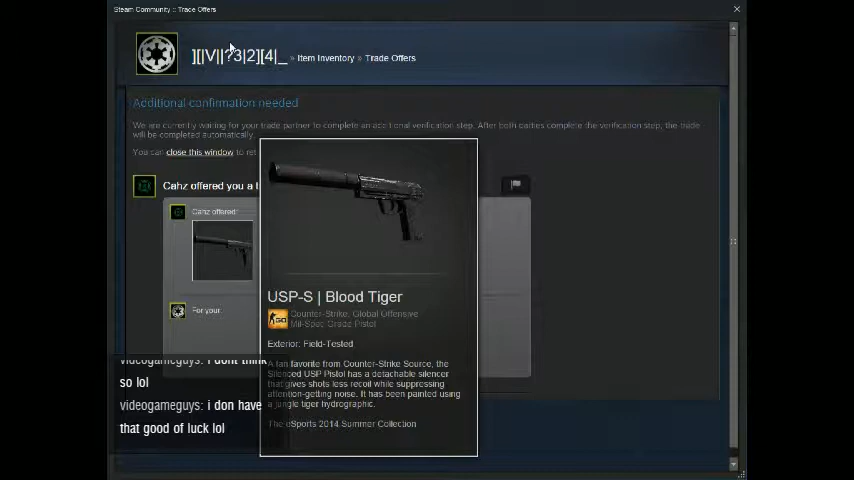 Steam Community :: Trade Offers
][|V||?3|2][4|_ » Item Inventory » Trade Offers
Additional confirmation needed
We are currently waiting for your trade partner to complete an additional verification step. After both parties complete the verification step, the trade
will be completed automatically.
You can close this window to ret
Cahz offered you a t
Cahz offered:
For your
USP-S | Blood Tiger
Counter-Strike: Global Offensive
Mil-Spec Grade Pistol
Exterior: Field-Tested
A fan favorite from Counter-Strike Source, the
Silenced USP Pistol has a detachable silencer
that gives shots less recoil while suppressing
attention-getting noise. It has been painted using
a jungle tiger hydrographic.
The eSports 2014 Summer Collection
videogameguys: i dont think
so lol
videogameguys: i don have
that good of luck lol